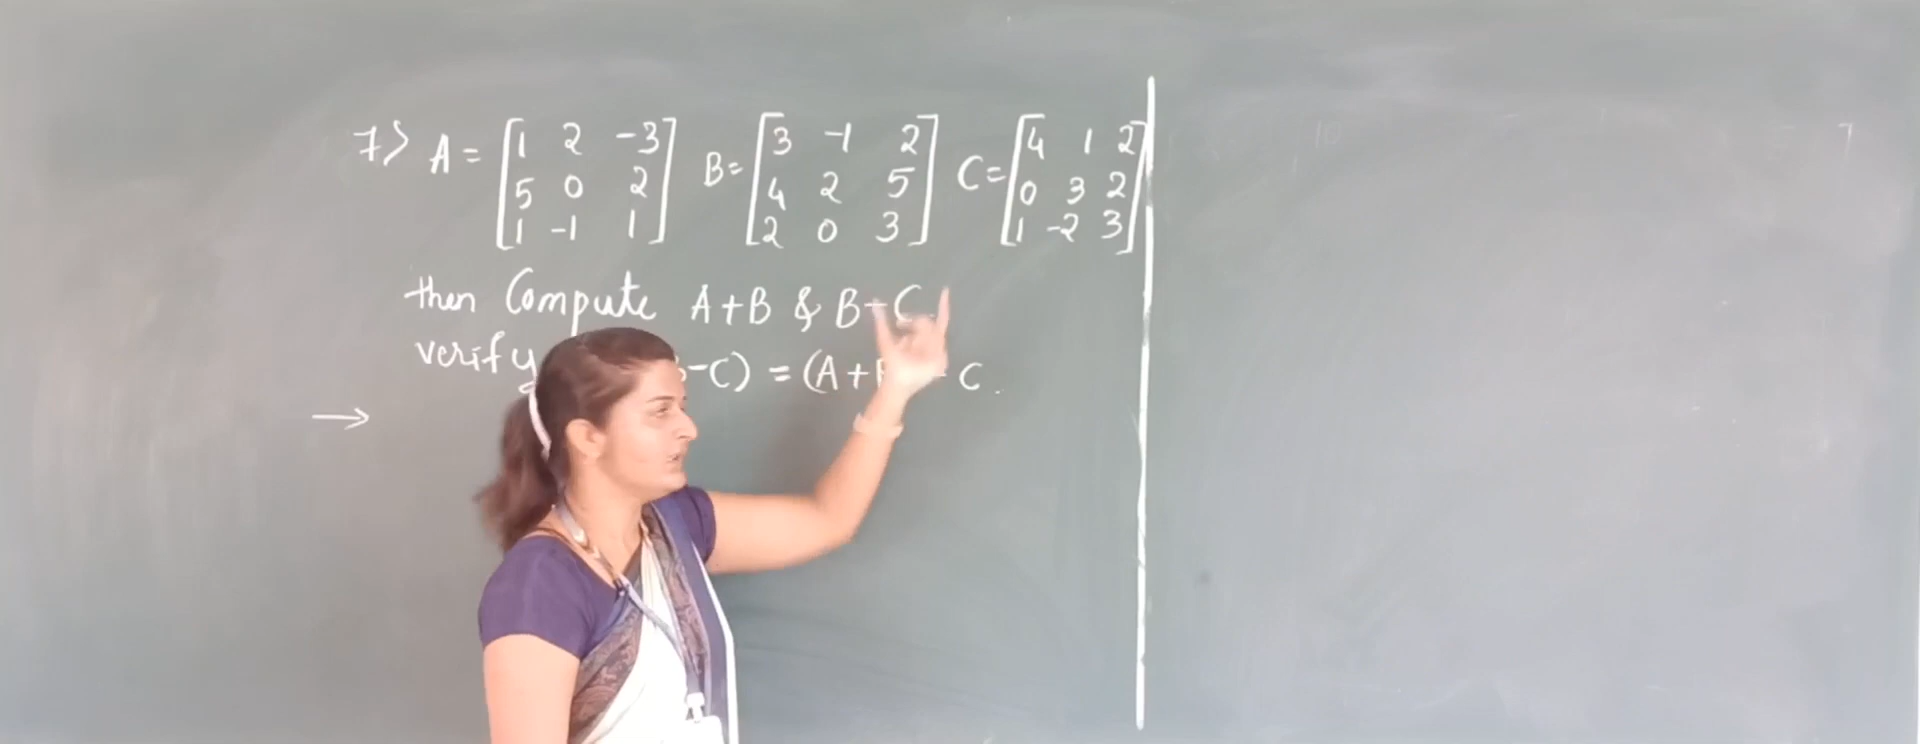 7> A = [1 2 -3] B= [3 -1 2] C= [4 1 2]
[5 0 2] [4 2 5] [0 3 2]
[1 -1 1] [2 0 3] [1 -2 3]
then Compute A+B & B-C
verify -C) = (A+ - C.
→